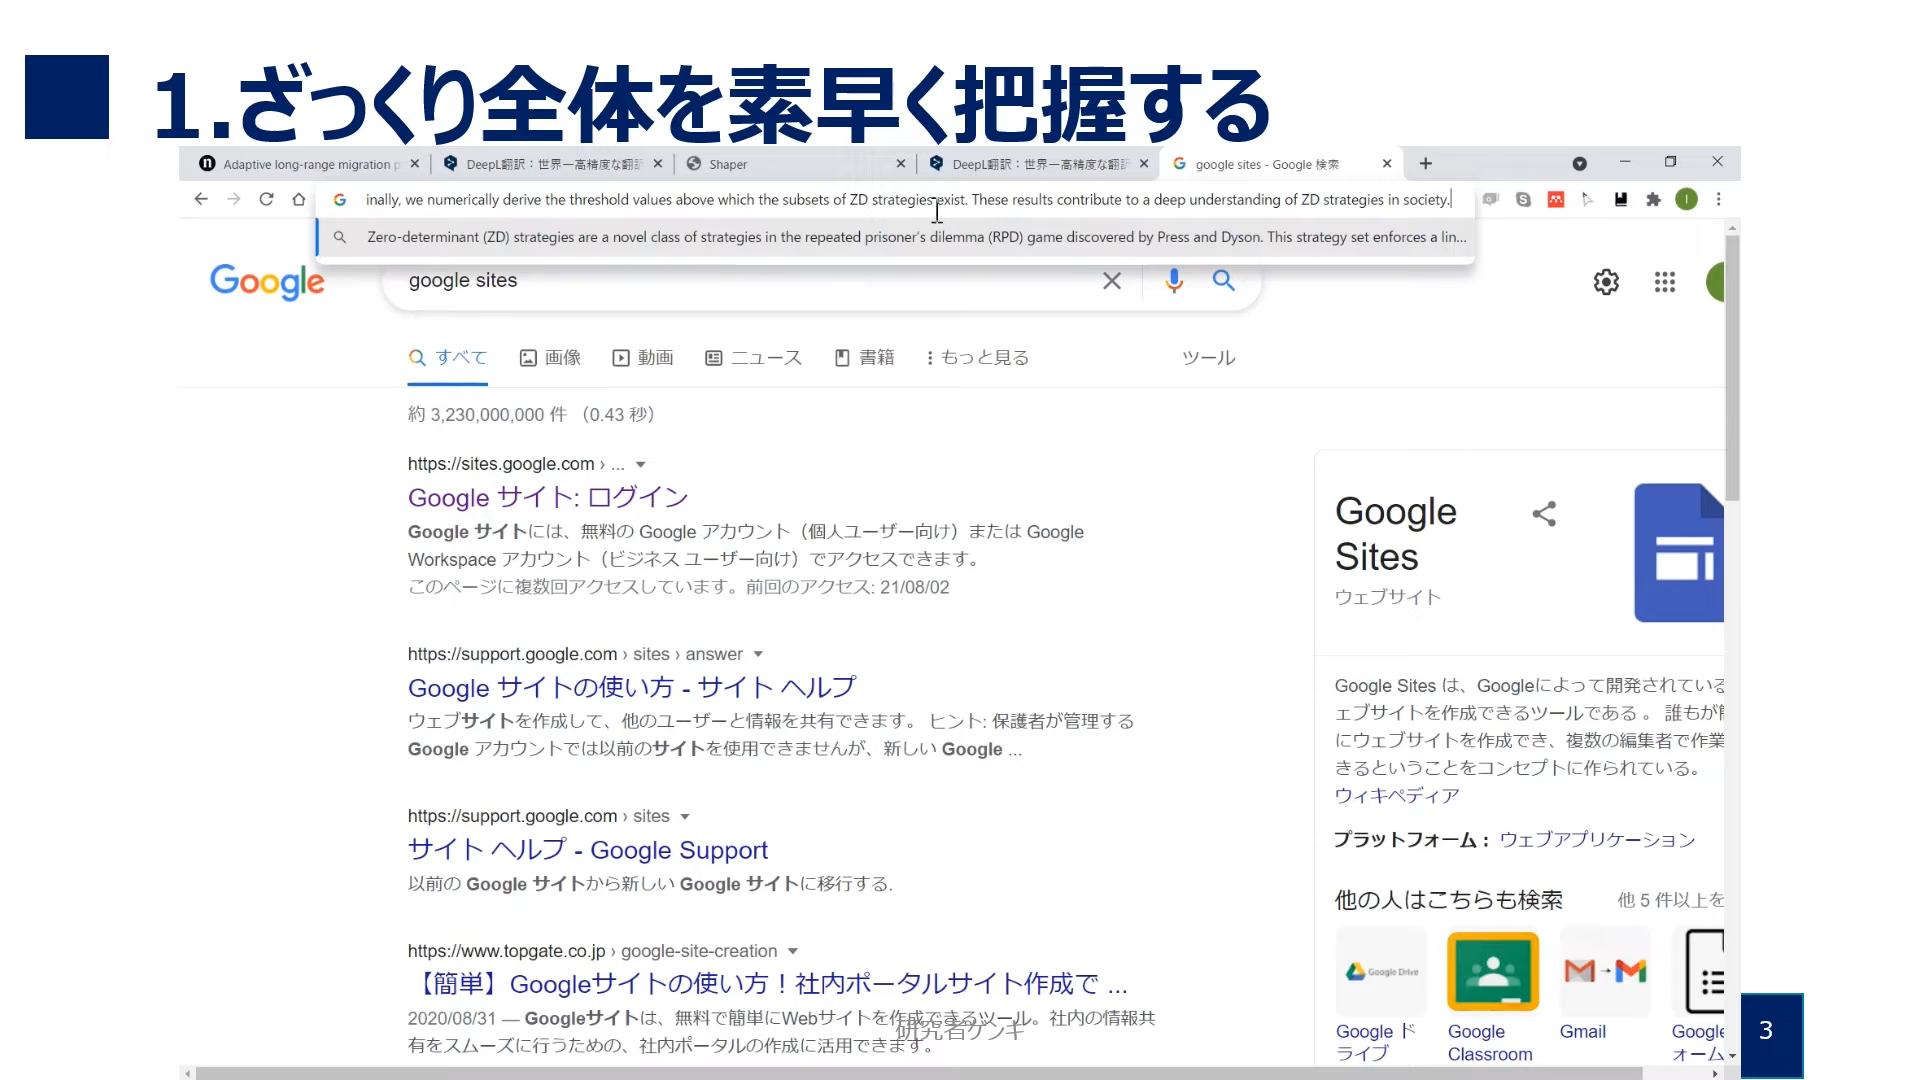 1.ざっくり全体を素早く把握する
Adaptive long-range migration p
DeepL翻訳：世界一高精度な翻訳
Shaper
DeepL翻訳：世界一高精度な翻訳
google sites - Google 検索
inally, we numerically derive the threshold values above which the subsets of ZD strategies exist. These results contribute to a deep understanding of ZD strategies in society.
Zero-determinant (ZD) strategies are a novel class of strategies in the repeated prisoner's dilemma (RPD) game discovered by Press and Dyson. This strategy set enforces a lin...
Google
google sites
すべて
画像
動画
ニュース
書籍
もっと見る
ツール
約 3,230,000,000 件 （0.43 秒）
https://sites.google.com › ...
Google サイト: ログイン
Google サイトには、無料の Google アカウント（個人ユーザー向け）または Google
Workspace アカウント（ビジネス ユーザー向け）でアクセスできます。
このページに複数回アクセスしています。前回のアクセス: 21/08/02
https://support.google.com › sites › answer
Google サイトの使い方 - サイト ヘルプ
ウェブサイトを作成して、他のユーザーと情報を共有できます。 ヒント: 保護者が管理する
Google アカウントでは以前のサイトを使用できませんが、新しい Google ...
https://support.google.com › sites
サイト ヘルプ - Google Support
以前の Google サイトから新しい Google サイトに移行する.
https://www.topgate.co.jp › google-site-creation
【簡単】Googleサイトの使い方！社内ポータルサイト作成で ...
2020/08/31 — Googleサイトは、無料で簡単にWebサイトを作成できるツール。社内の情報共
有をスムーズに行うための、社内ポータルの作成に活用できます。
研究者ケンキ
Google
Sites
ウェブサイト
Google Sites は、Googleによって開発されている
ェブサイトを作成できるツールである 。 誰もが
にウェブサイトを作成でき、複数の編集者で作業
きるということをコンセプトに作られている。
ウィキペディア
プラットフォーム： ウェブアプリケーション
他の人はこちらも検索
他 5 件以上を
Google Drive
Google ド
ライブ
Google
Classroom
Gmail
Google
ォーム
3